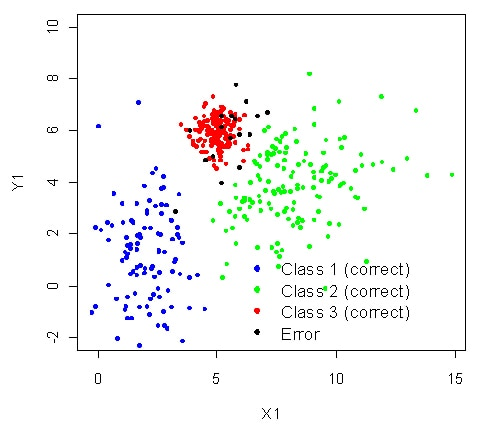 10
8
6
4
2
0
-2
Y1
Class 1 (correct)
Class 2 (correct)
Class 3 (correct)
Error
0 5 10 15
X1